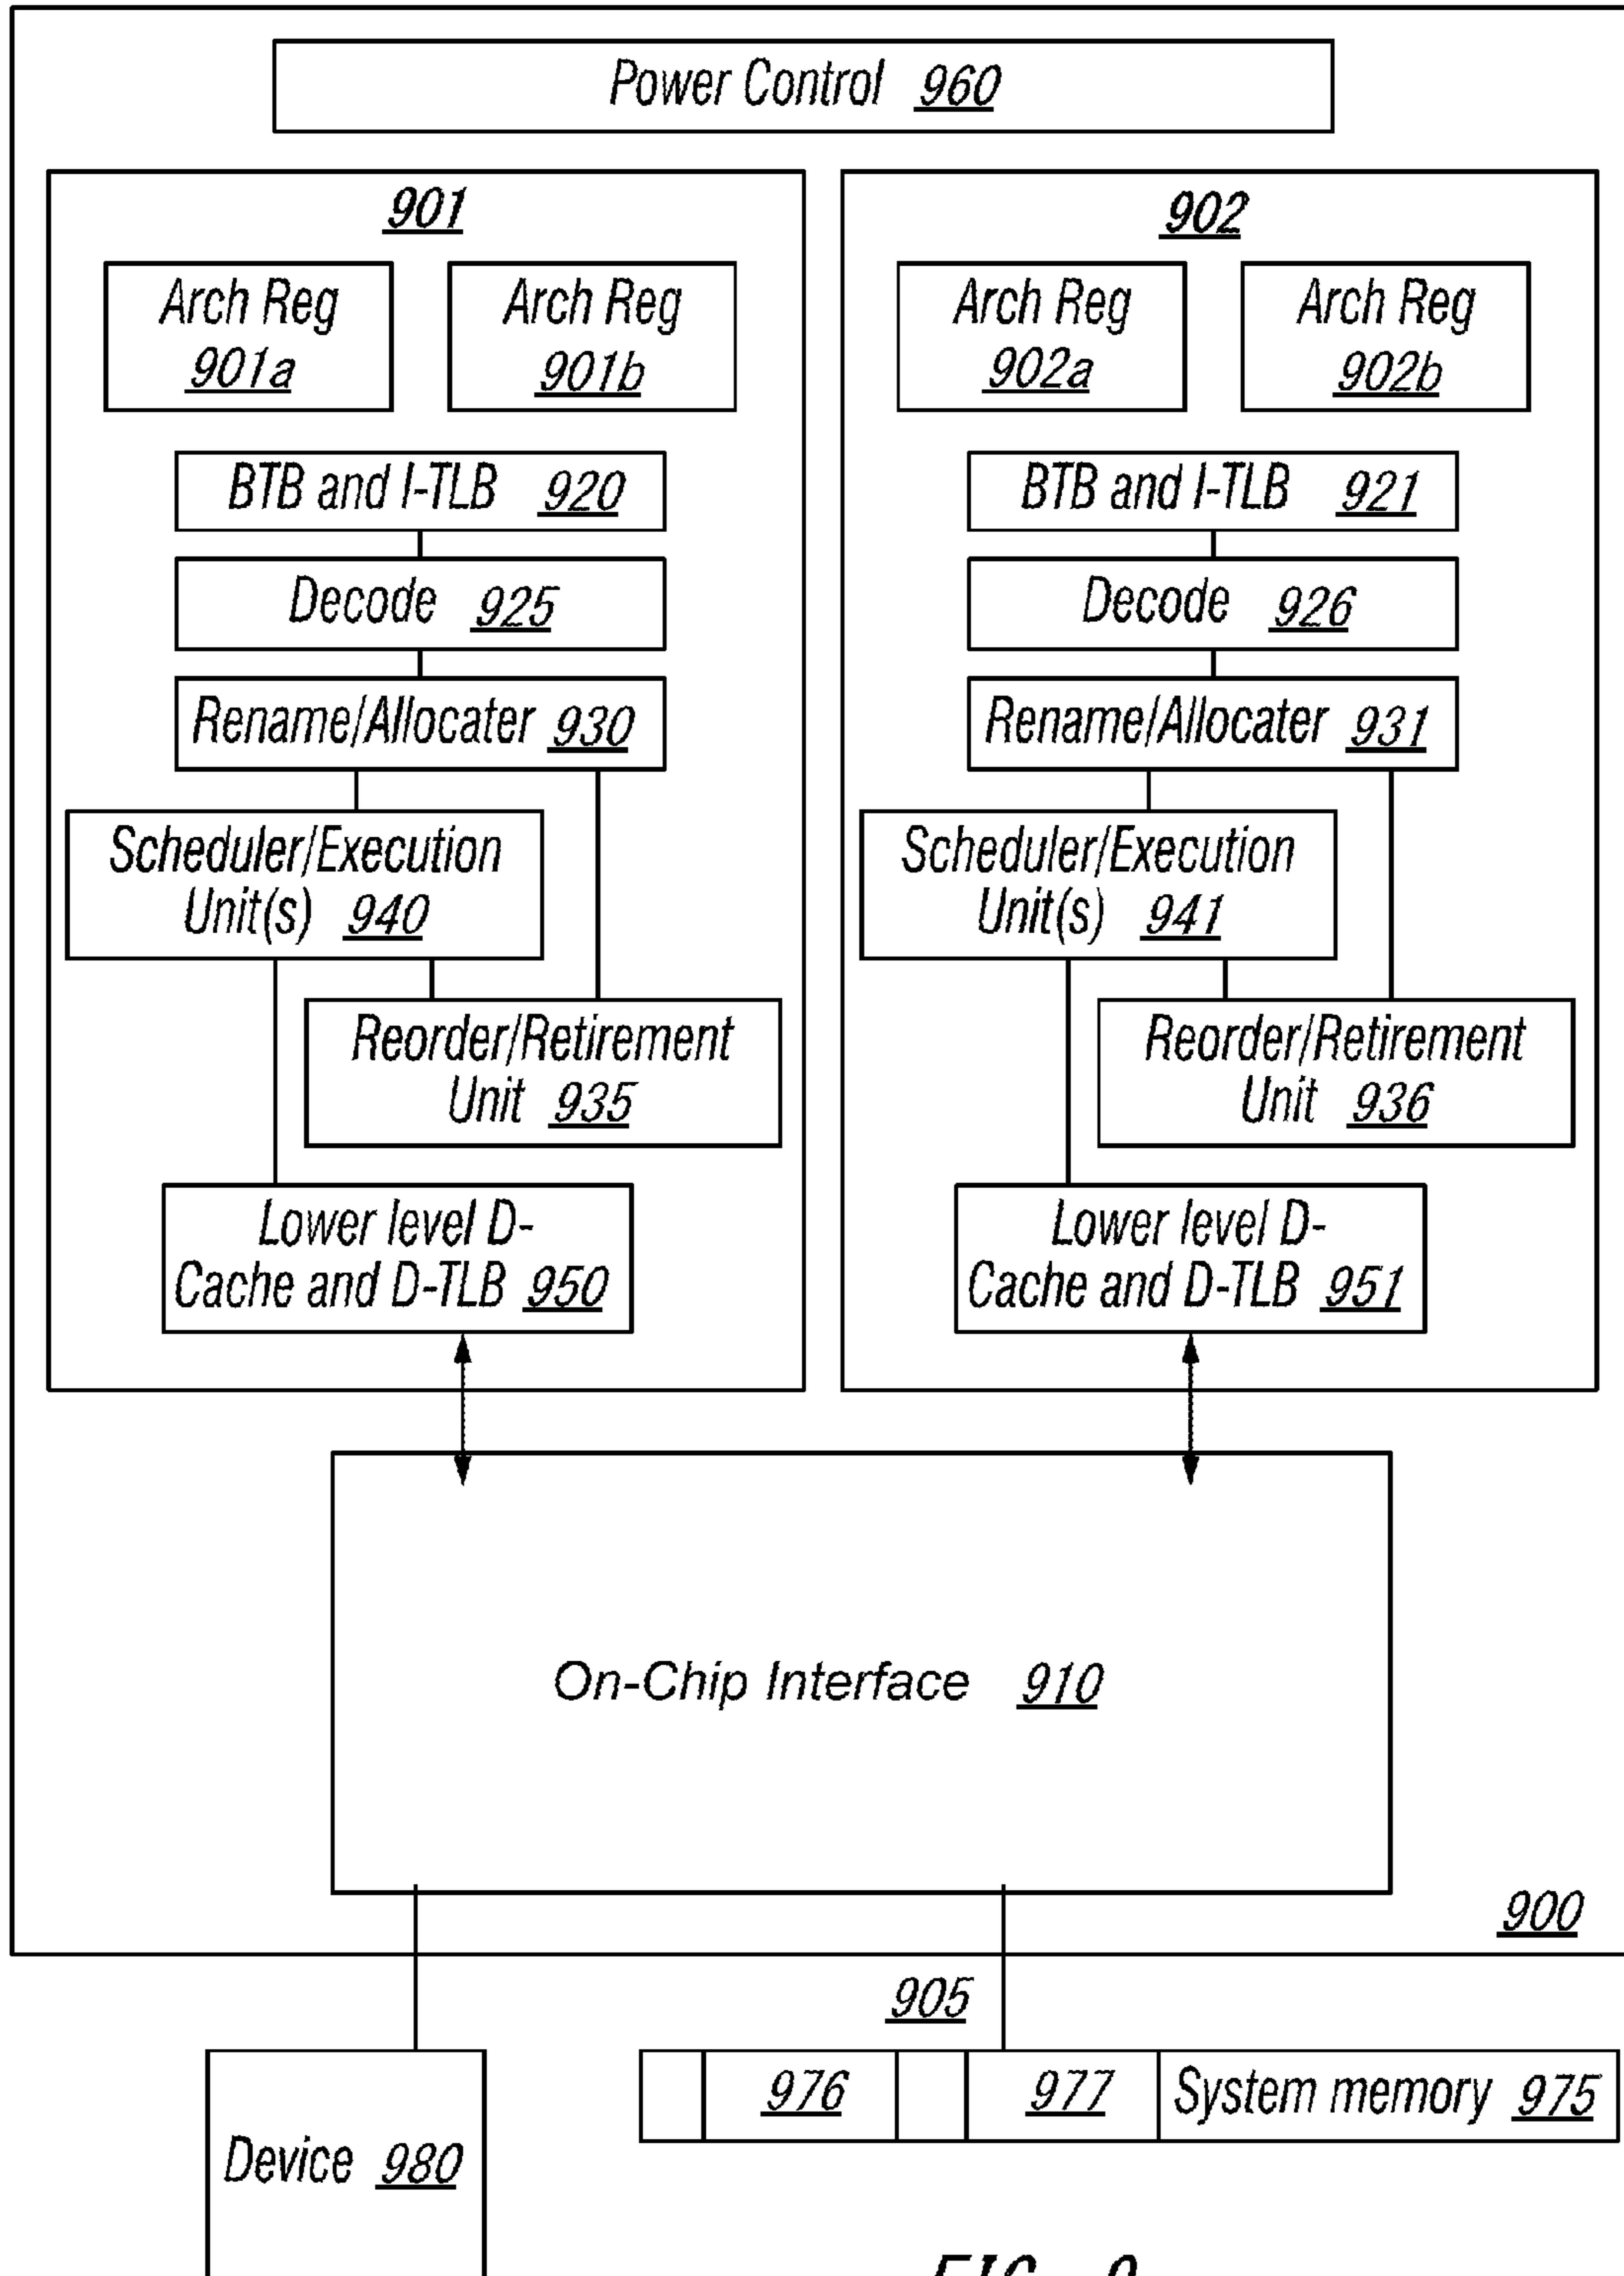 Power Control 960
901
Arch Reg
901a
Arch Reg
901b
BTB and I-TLB 920
Decode 925
Rename/Allocater 930
Scheduler/Execution
Unit(s) 940
Reorder/Retirement
Unit 935
Lower level D-
Cache and D-TLB 950
902
Arch Reg
902a
Arch Reg
902b
BTB and I-TLB 921
Decode 926
Rename/Allocater 931
Scheduler/Execution
Unit(s) 941
Reorder/Retirement
Unit 936
Lower level D-
Cache and D-TLB 951
On-Chip Interface 910
900
905
976
977
System memory 975
Device 980